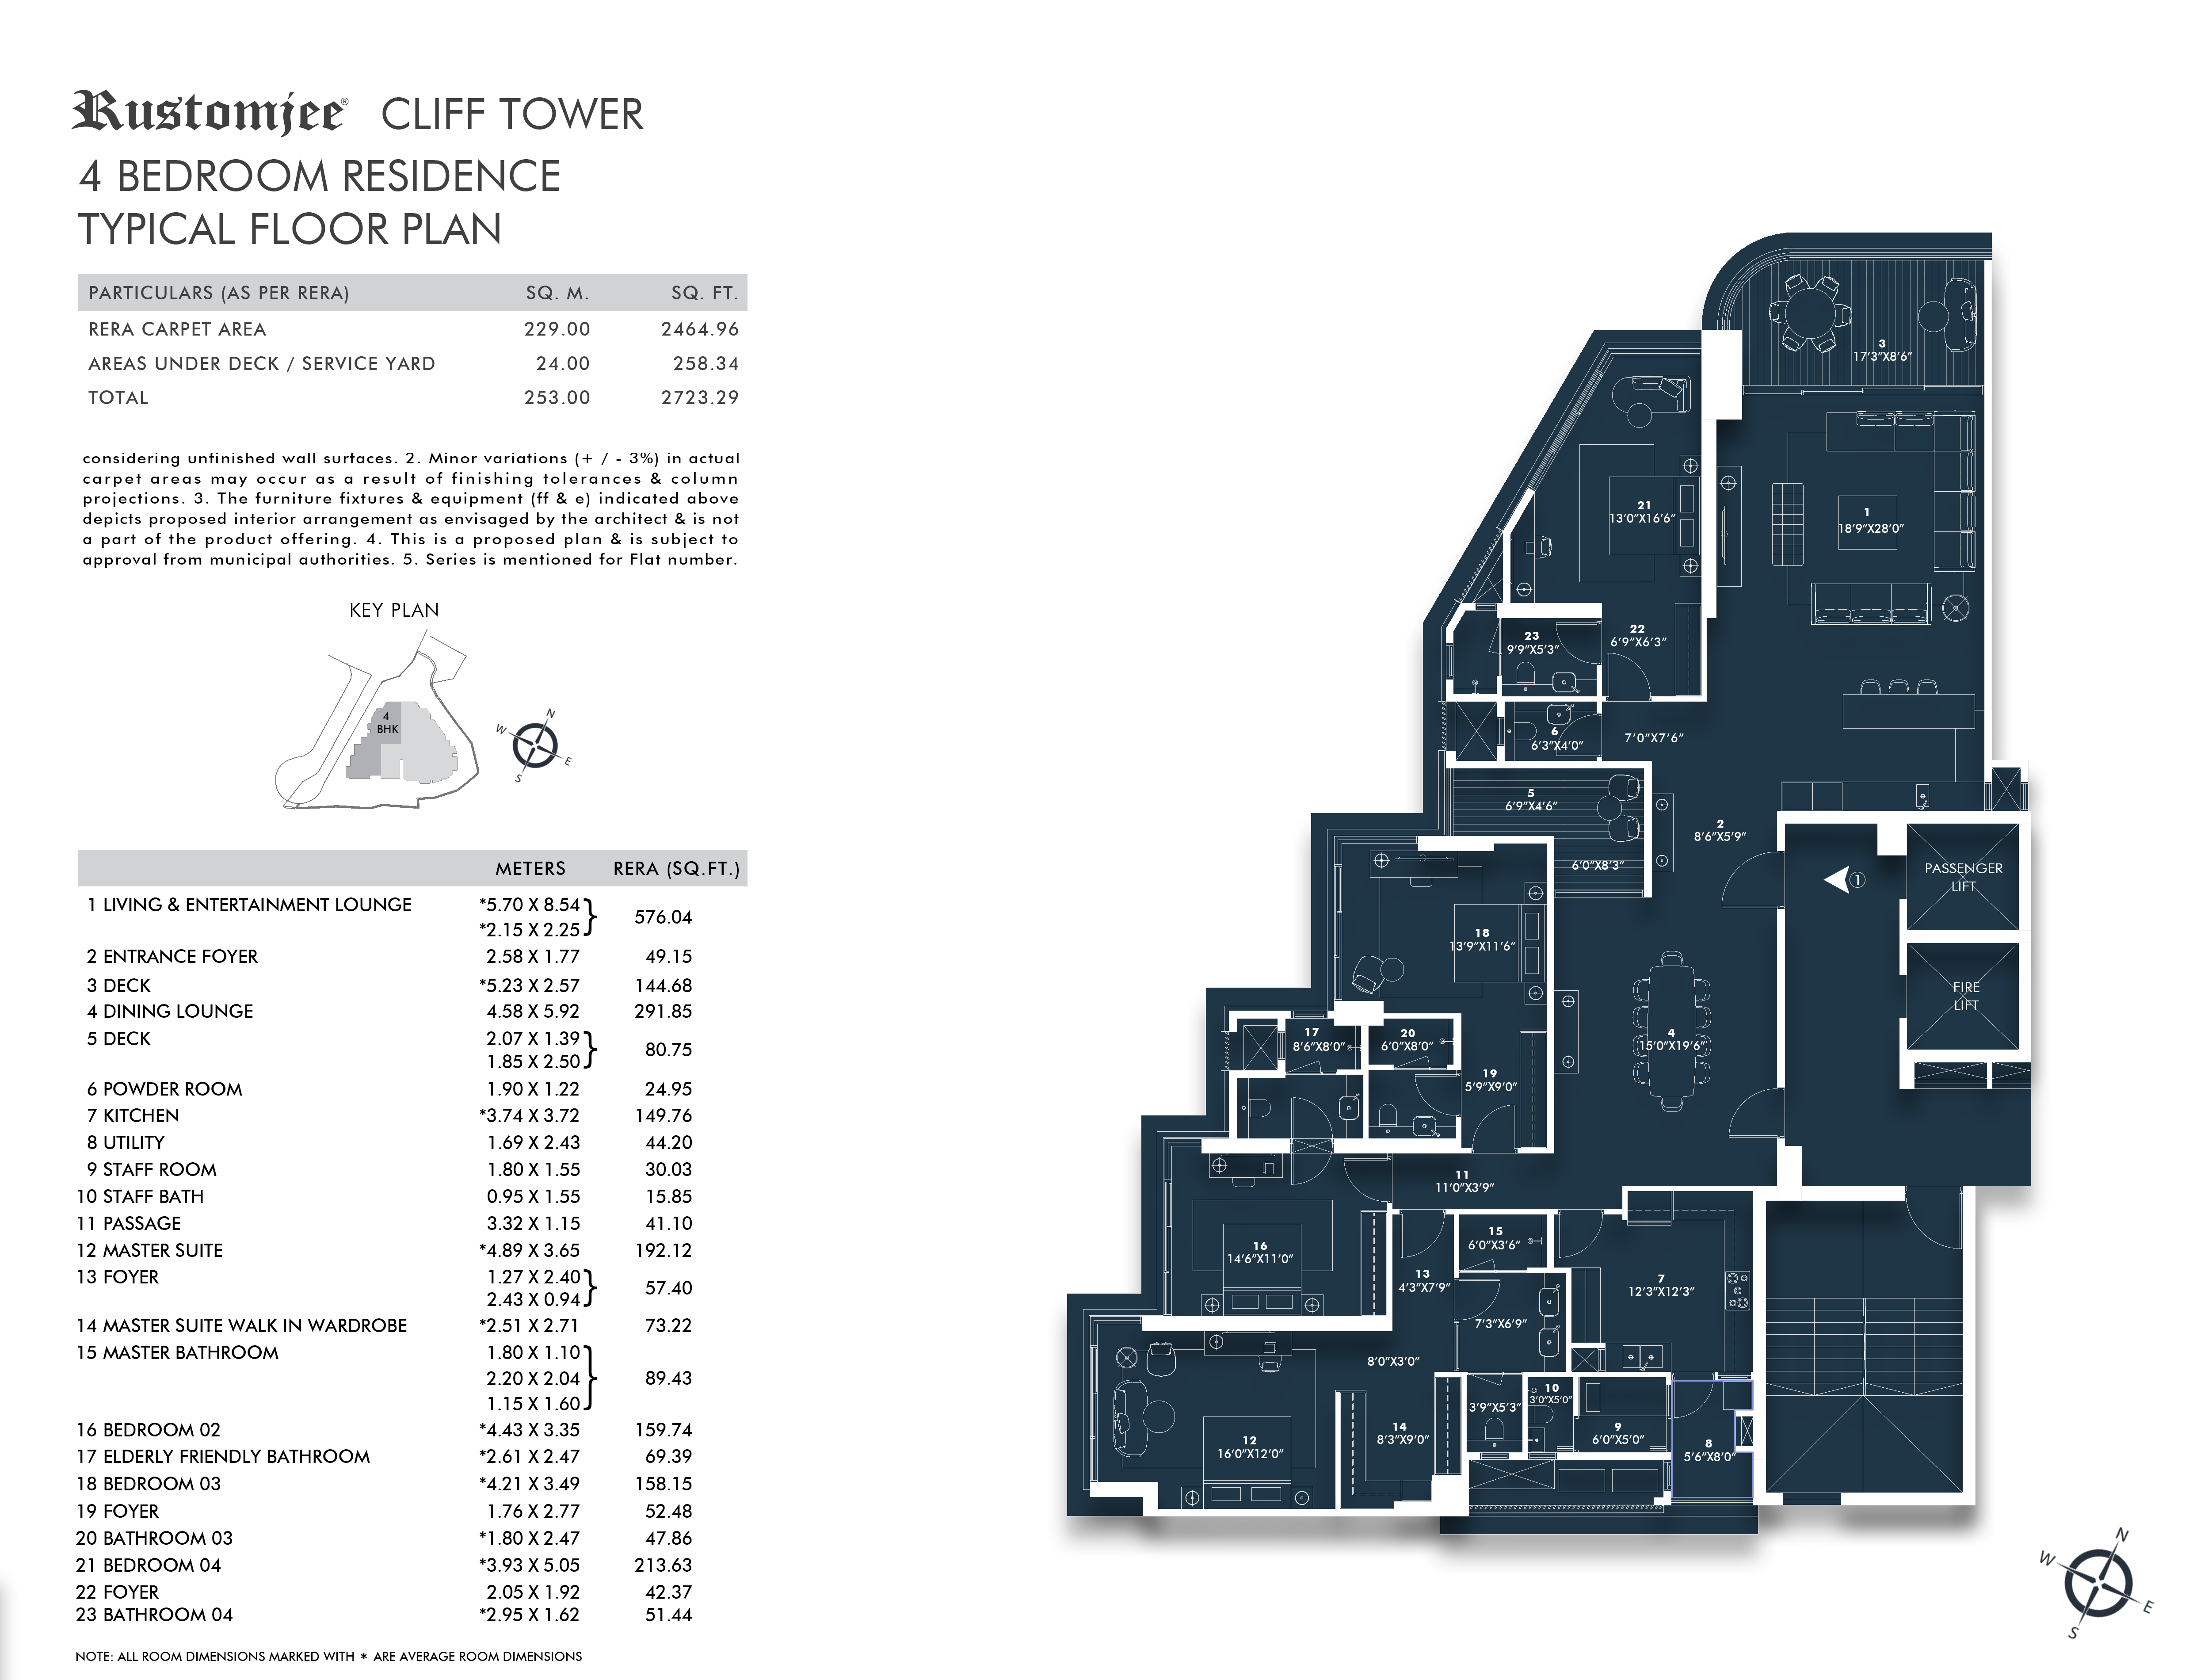 Rustomjee® CLIFF TOWER
4 BEDROOM RESIDENCE
TYPICAL FLOOR PLAN
PARTICULARS (AS PER RERA) SQ. M. SQ. FT.
RERA CARPET AREA 229.00 2464.96
AREAS UNDER DECK / SERVICE YARD 24.00 258.34
TOTAL 253.00 2723.29
considering unfinished wall surfaces. 2. Minor variations (+ / - 3%) in actual
carpet areas may occur as a result of finishing tolerances & column
projections. 3. The furniture fixtures & equipment (ff & e) indicated above
depicts proposed interior arrangement as envisaged by the architect & is not
a part of the product offering. 4. This is a proposed plan & is subject to
approval from municipal authorities. 5. Series is mentioned for Flat number.
KEY PLAN
4
BHK
N
W
E
S
METERS RERA (SQ.FT.)
1 LIVING & ENTERTAINMENT LOUNGE *5.70 X 8.54
*2.15 X 2.25 } 576.04
2 ENTRANCE FOYER 2.58 X 1.77 49.15
3 DECK *5.23 X 2.57 144.68
4 DINING LOUNGE 4.58 X 5.92 291.85
5 DECK 2.07 X 1.39
1.85 X 2.50 } 80.75
6 POWDER ROOM 1.90 X 1.22 24.95
7 KITCHEN *3.74 X 3.72 149.76
8 UTILITY 1.69 X 2.43 44.20
9 STAFF ROOM 1.80 X 1.55 30.03
10 STAFF BATH 0.95 X 1.55 15.85
11 PASSAGE 3.32 X 1.15 41.10
12 MASTER SUITE *4.89 X 3.65 192.12
13 FOYER 1.27 X 2.40
2.43 X 0.94 } 57.40
14 MASTER SUITE WALK IN WARDROBE *2.51 X 2.71 73.22
15 MASTER BATHROOM 1.80 X 1.10
2.20 X 2.04 } 89.43
1.15 X 1.60
16 BEDROOM 02 *4.43 X 3.35 159.74
17 ELDERLY FRIENDLY BATHROOM *2.61 X 2.47 69.39
18 BEDROOM 03 *4.21 X 3.49 158.15
19 FOYER 1.76 X 2.77 52.48
20 BATHROOM 03 *1.80 X 2.47 47.86
21 BEDROOM 04 *3.93 X 5.05 213.63
22 FOYER 2.05 X 1.92 42.37
23 BATHROOM 04 *2.95 X 1.62 51.44
NOTE: ALL ROOM DIMENSIONS MARKED WITH * ARE AVERAGE ROOM DIMENSIONS
3
17'3"X8'6"
21
13'0"X16'6"
1
18'9"X28'0"
23
9'9"X5'3"
22
6'9"X6'3"
6
6'3"X4'0"
7'0"X7'6"
5
6'9"X4'6"
2
8'6"X5'9"
6'0"X8'3"
1
PASSENGER
LIFT
18
13'9"X11'6"
FIRE
LIFT
17
8'6"X8'0"
20
6'0"X8'0"
4
15'0"X19'6"
19
5'9"X9'0"
11
11'0"X3'9"
16
14'6"X11'0"
15
6'0"X3'6"
13
4'3"X7'9"
7
12'3"X12'3"
7'3"X6'9"
8'0"X3'0"
10
3'0"X5'0"
3'9"X5'3"
14
8'3"X9'0"
9
6'0"X5'0"
12
16'0"X12'0"
8
5'6"X8'0"
N
W
E
S